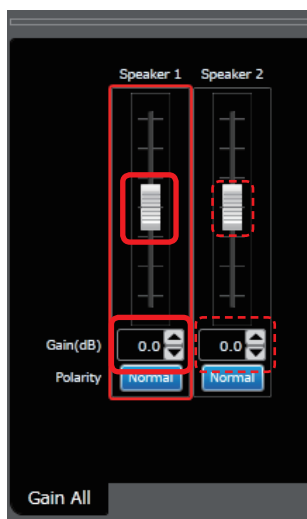 Speaker 1 Speaker 2
Gain(dB) 0.0 0.0
Polarity Normal Normal
Gain All